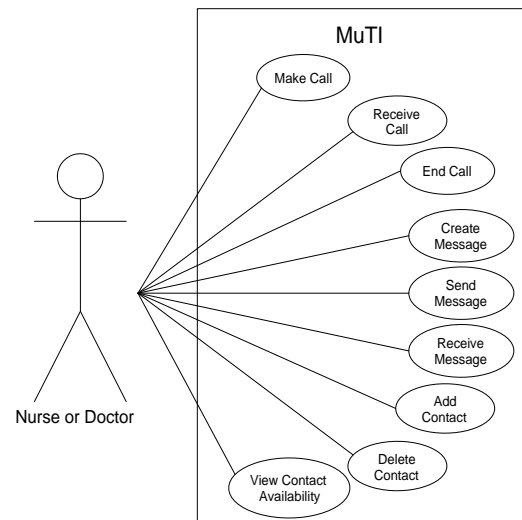 MuTI
Make Call
Receive
Call
End Call
Create
Message
Send
Message
Receive
Message
Add
Contact
Delete
Contact
View Contact
Availability
Nurse or Doctor